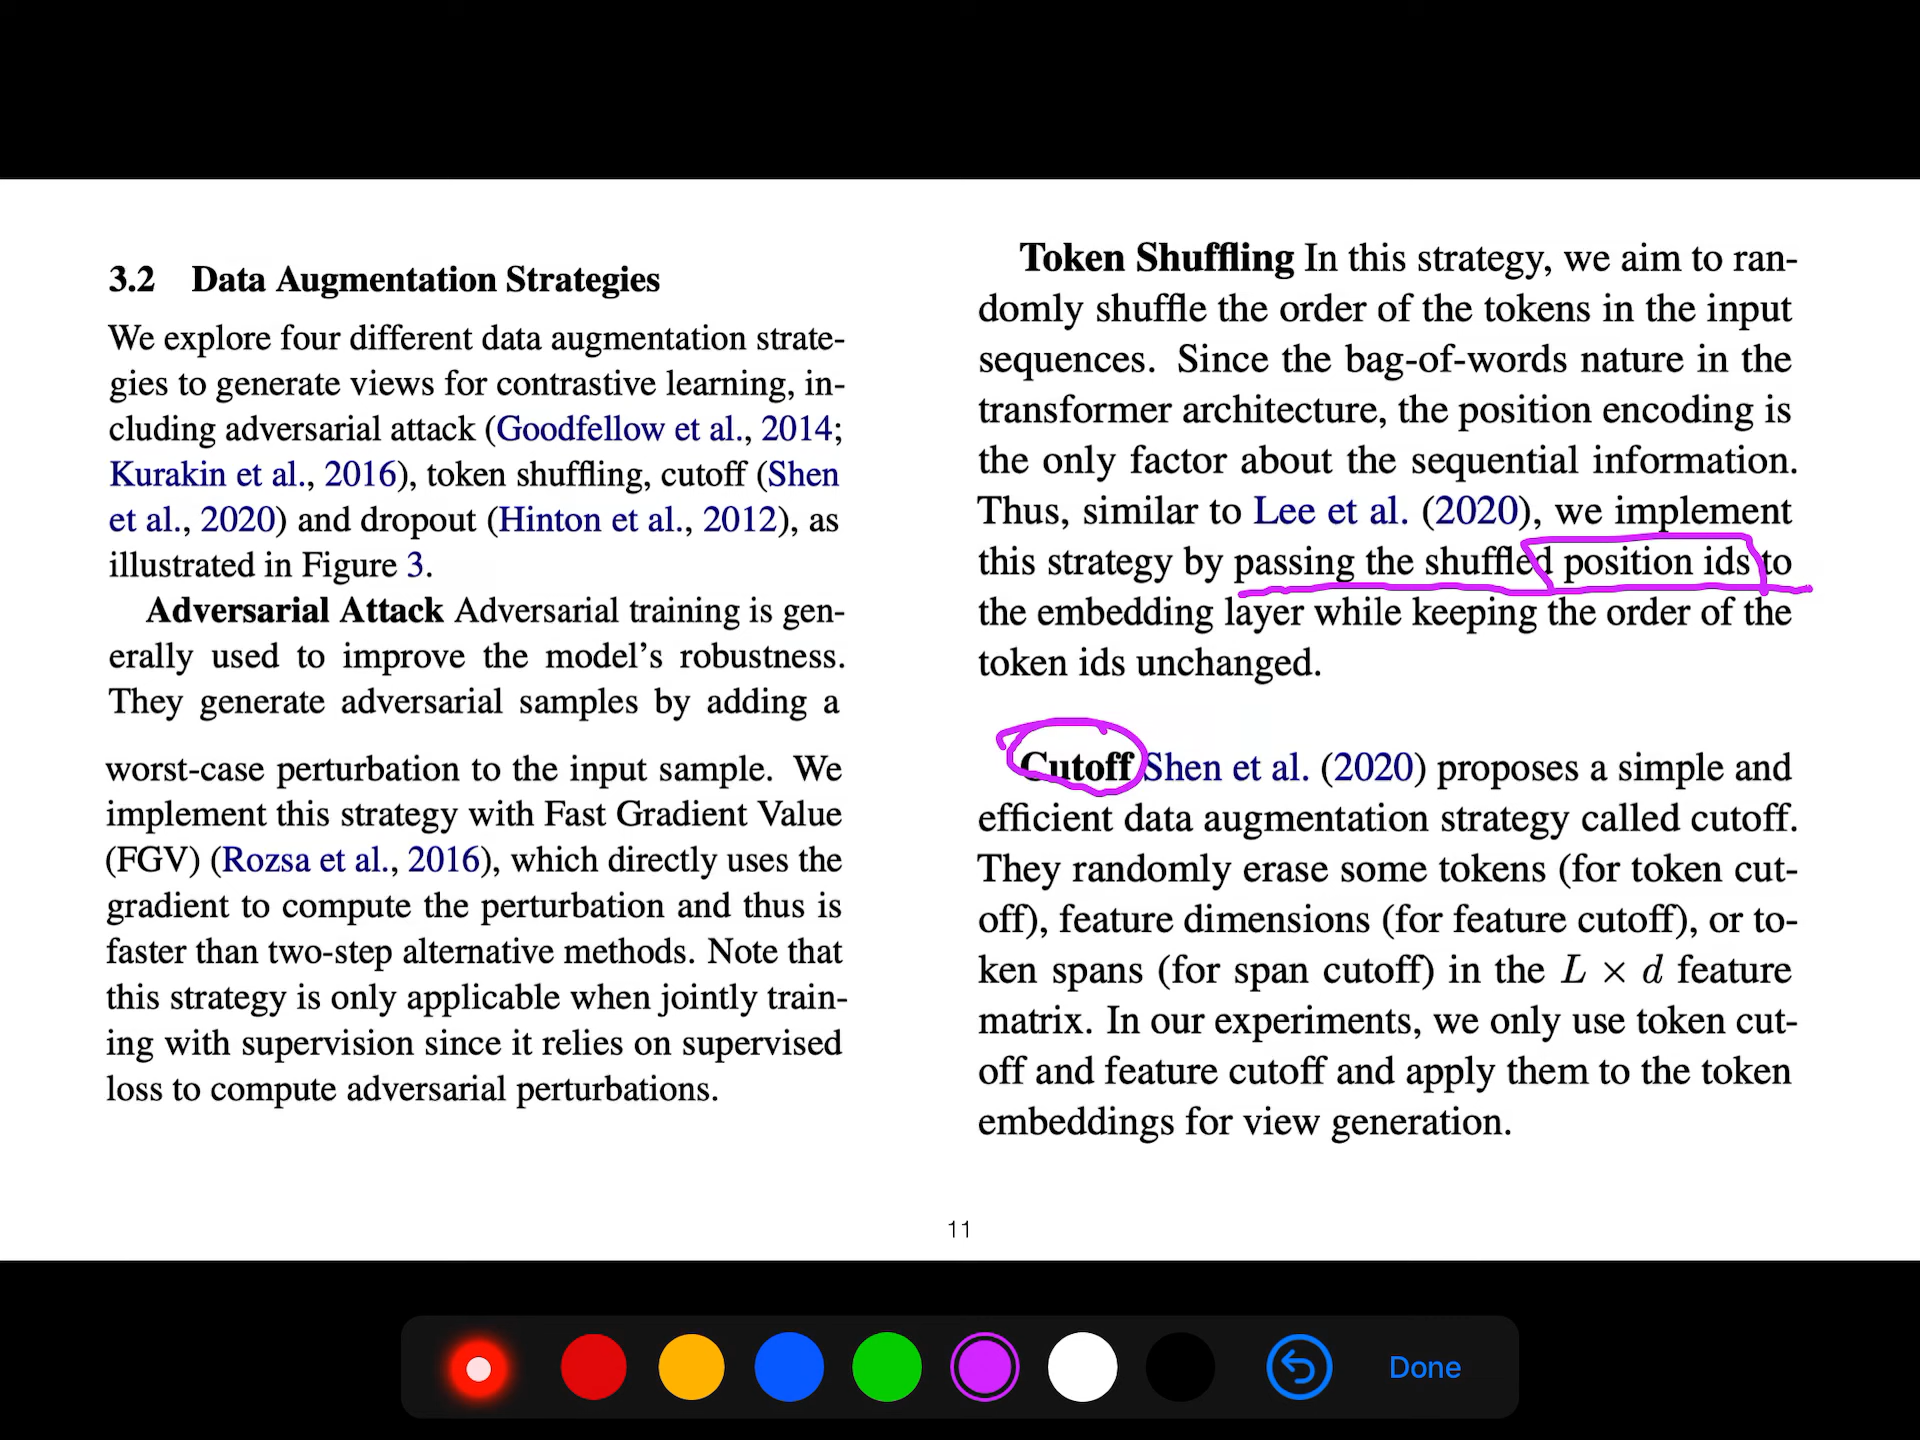 3.2 Data Augmentation Strategies
We explore four different data augmentation strate-
gies to generate views for contrastive learning, in-
cluding adversarial attack (Goodfellow et al., 2014;
Kurakin et al., 2016), token shuffling, cutoff (Shen
et al., 2020) and dropout (Hinton et al., 2012), as
illustrated in Figure 3.
Adversarial Attack Adversarial training is gen-
erally used to improve the model's robustness.
They generate adversarial samples by adding a
worst-case perturbation to the input sample. We
implement this strategy with Fast Gradient Value
(FGV) (Rozsa et al., 2016), which directly uses the
gradient to compute the perturbation and thus is
faster than two-step alternative methods. Note that
this strategy is only applicable when jointly train-
ing with supervision since it relies on supervised
loss to compute adversarial perturbations.
Token Shuffling In this strategy, we aim to ran-
domly shuffle the order of the tokens in the input
sequences. Since the bag-of-words nature in the
transformer architecture, the position encoding is
the only factor about the sequential information.
Thus, similar to Lee et al. (2020), we implement
this strategy by passing the shuffled position ids to
the embedding layer while keeping the order of the
token ids unchanged.
Cutoff Shen et al. (2020) proposes a simple and
efficient data augmentation strategy called cutoff.
They randomly erase some tokens (for token cut-
off), feature dimensions (for feature cutoff), or to-
ken spans (for span cutoff) in the L × d feature
matrix. In our experiments, we only use token cut-
off and feature cutoff and apply them to the token
embeddings for view generation.
11
Done